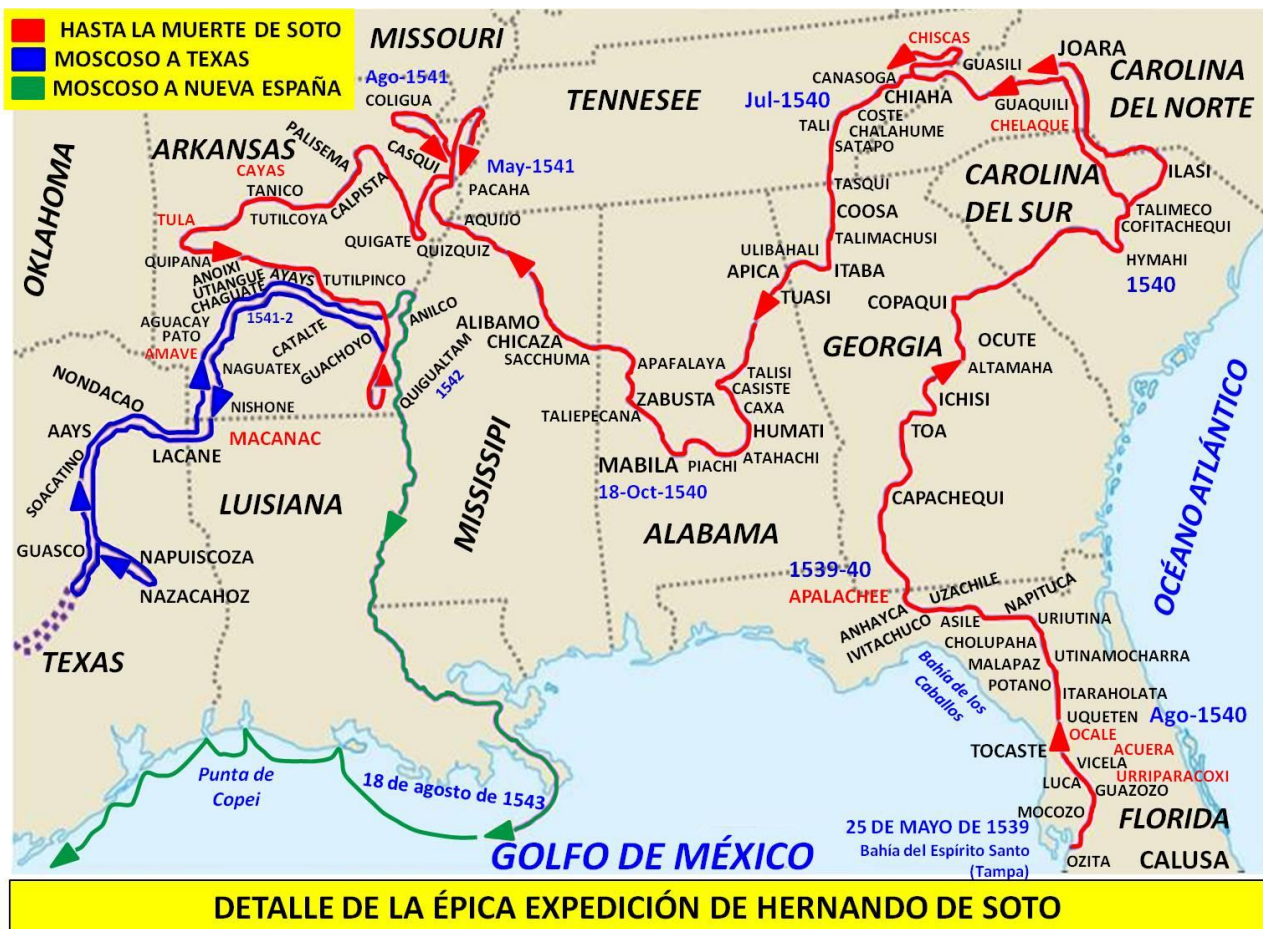 HASTA LA MUERTE DE SOTO
MOSCOSO A TEXAS
MOSCOSO A NUEVA ESPAÑA
MISSOURI
Ago-1541
COLIGUA
CASQUI
May-1541
PACAHA
AQUIJO
QUIZQUIZ
PALISEMA
ARKANSAS
CAYAS
TANICO
CALPISTA
TUTILCOYA
TULA
QUIGATE
QUIPANA
ANOIXI
UTIANGUE
CHAGUATE
AYAYS
TUTILPINCO
1541-2
AGUACAY
PATO
AMAVE
CATALTE
GUACHOYO
ANILCO
QUIGUALTAM
1542
NAGUATEX
NISHONE
OKLAHOMA
NONDACAO
AAYS
LACANE
MACANAC
SOACATINO
GUASCO
NAPUISCOZA
NAZACAHOZ
TEXAS
LUISIANA
MISSISSIPI
TENNESEE
CHISCAS
GUASILI
JOARA
CAROLINA
DEL NORTE
CANASOGA
Jul-1540
CHIAHA
COSTE
TALI
CHALAHUME
SATAPO
GUAQUILI
CHELAQUE
TASQUI
COOSA
TALIMACHUSI
CAROLINA
DEL SUR
ILASI
TALIMECO
COFITACHEQUI
HYMAHI
1540
ULIBAHALI
APICA
ITABA
TUASI
COPAQUI
GEORGIA
OCUTE
ALTAMAHA
ICHISI
TOA
CAPACHEQUI
ALIBAMO
CHICAZA
SACCHUMA
APAFALAYA
TALISI
CASISTE
CAXA
ZABUSTA
TALIEPECANA
HUMATI
MABILA
PIACHI
ATAHACHI
18-Oct-1540
ALABAMA
1539-40
APALACHEE
ANHAYCA
IVITACHUCO
UZACHILE
ASILE
NAPITUCA
URIUTINA
CHOLUPAHA
MALAPAZ
UTINAMOCHARRA
POTANO
ITARAHOLATA
Bahía de los
Caballos
UQUETEN
Ago-1540
OCALE
TOCASTE
ACUERA
VICELA
URRIPARACOXI
LUCA
GUAZOZO
MOCOZO
FLORIDA
25 DE MAYO DE 1539
Bahía del Espírito Santo
(Tampa)
OZITA
CALUSA
OCÉANO ATLÁNTICO
Punta de
Copei
18 de agosto de 1543
GOLFO DE MÉXICO
DETALLE DE LA ÉPICA EXPEDICIÓN DE HERNANDO DE SOTO